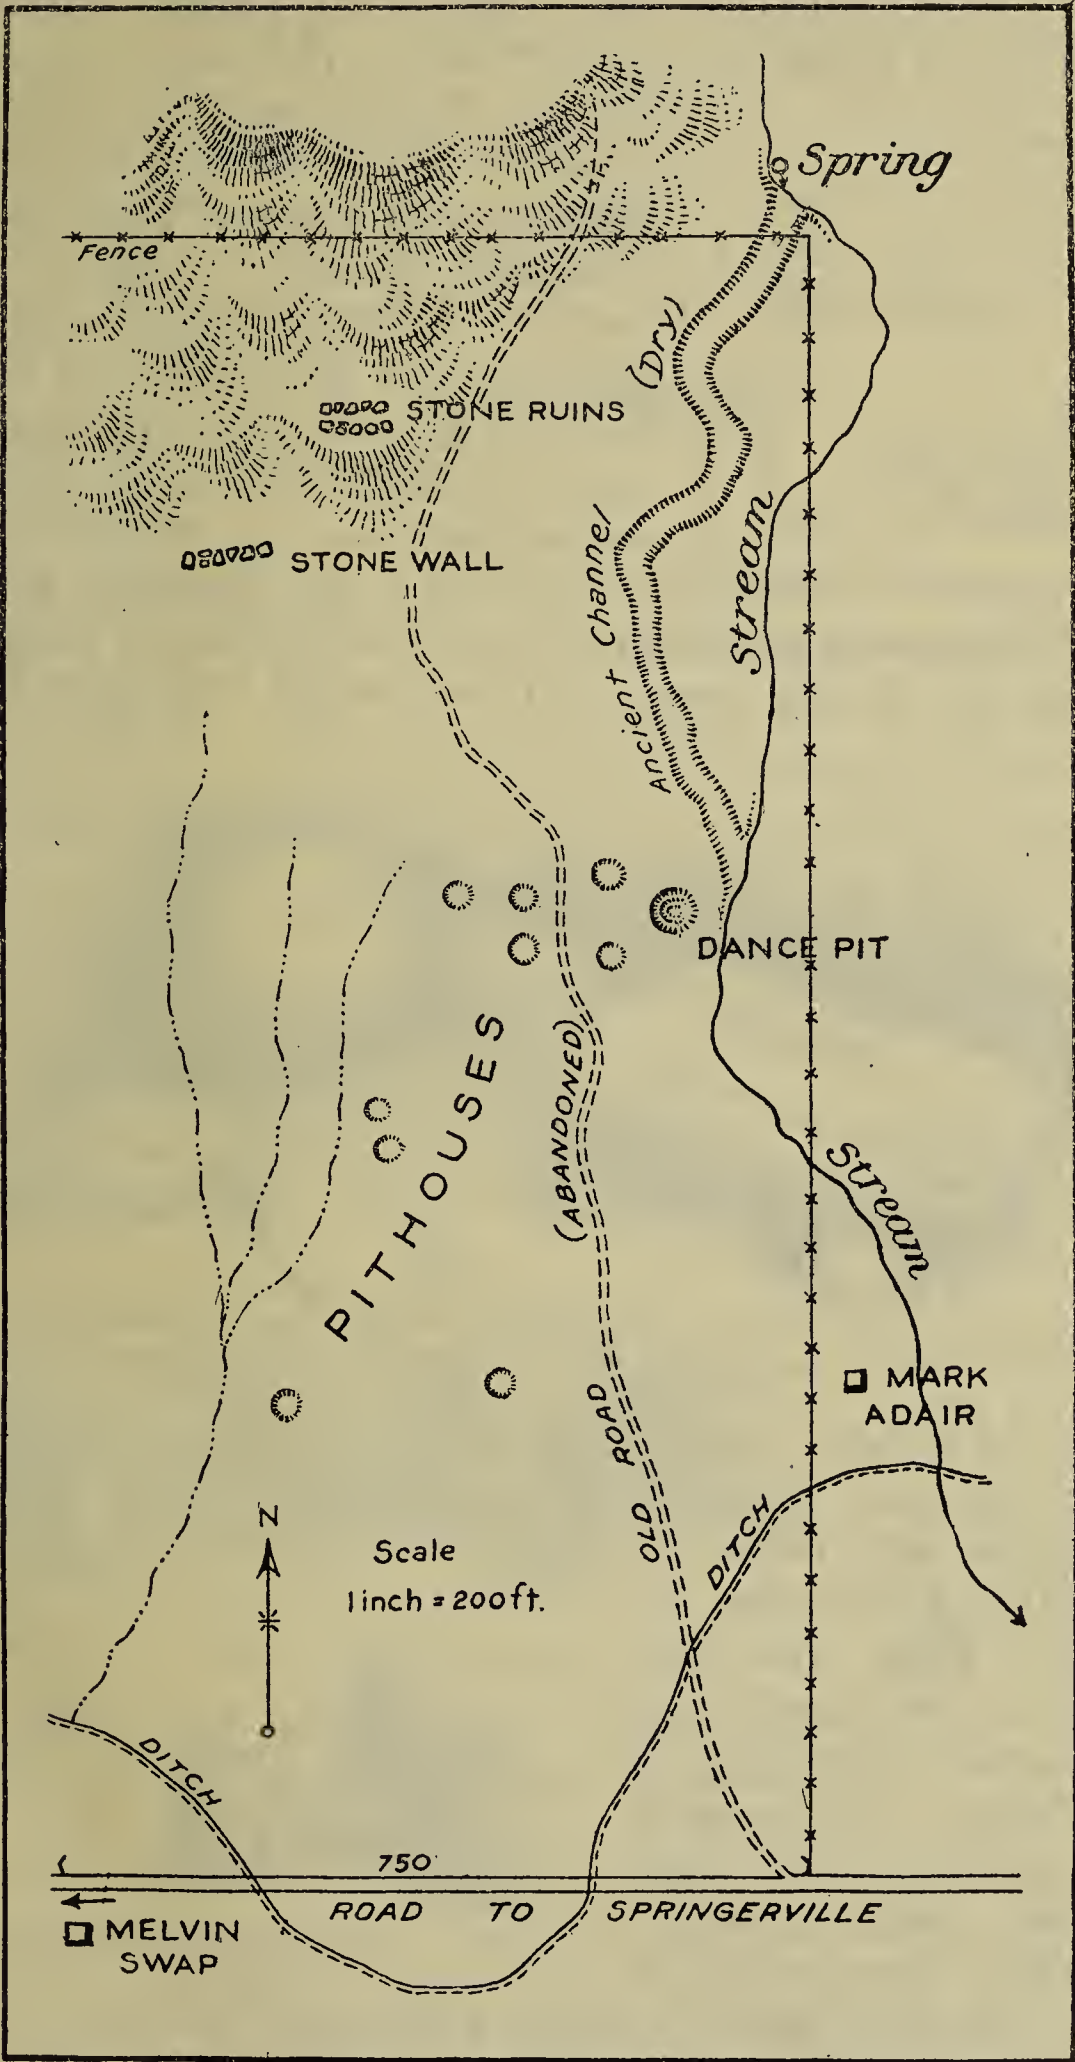 Spring
Fence
(Dry)
STONE RUINS
Stream
STONE WALL
Ancient Channel
DANCE PIT
PITHOUSES
(ABANDONED)
Stream
MARK
ADAIR
OLD ROAD
DITCH
N
Scale
1 inch = 200 ft.
DITCH
750'
ROAD TO SPRINGERVILLE
MELVIN
SWAP